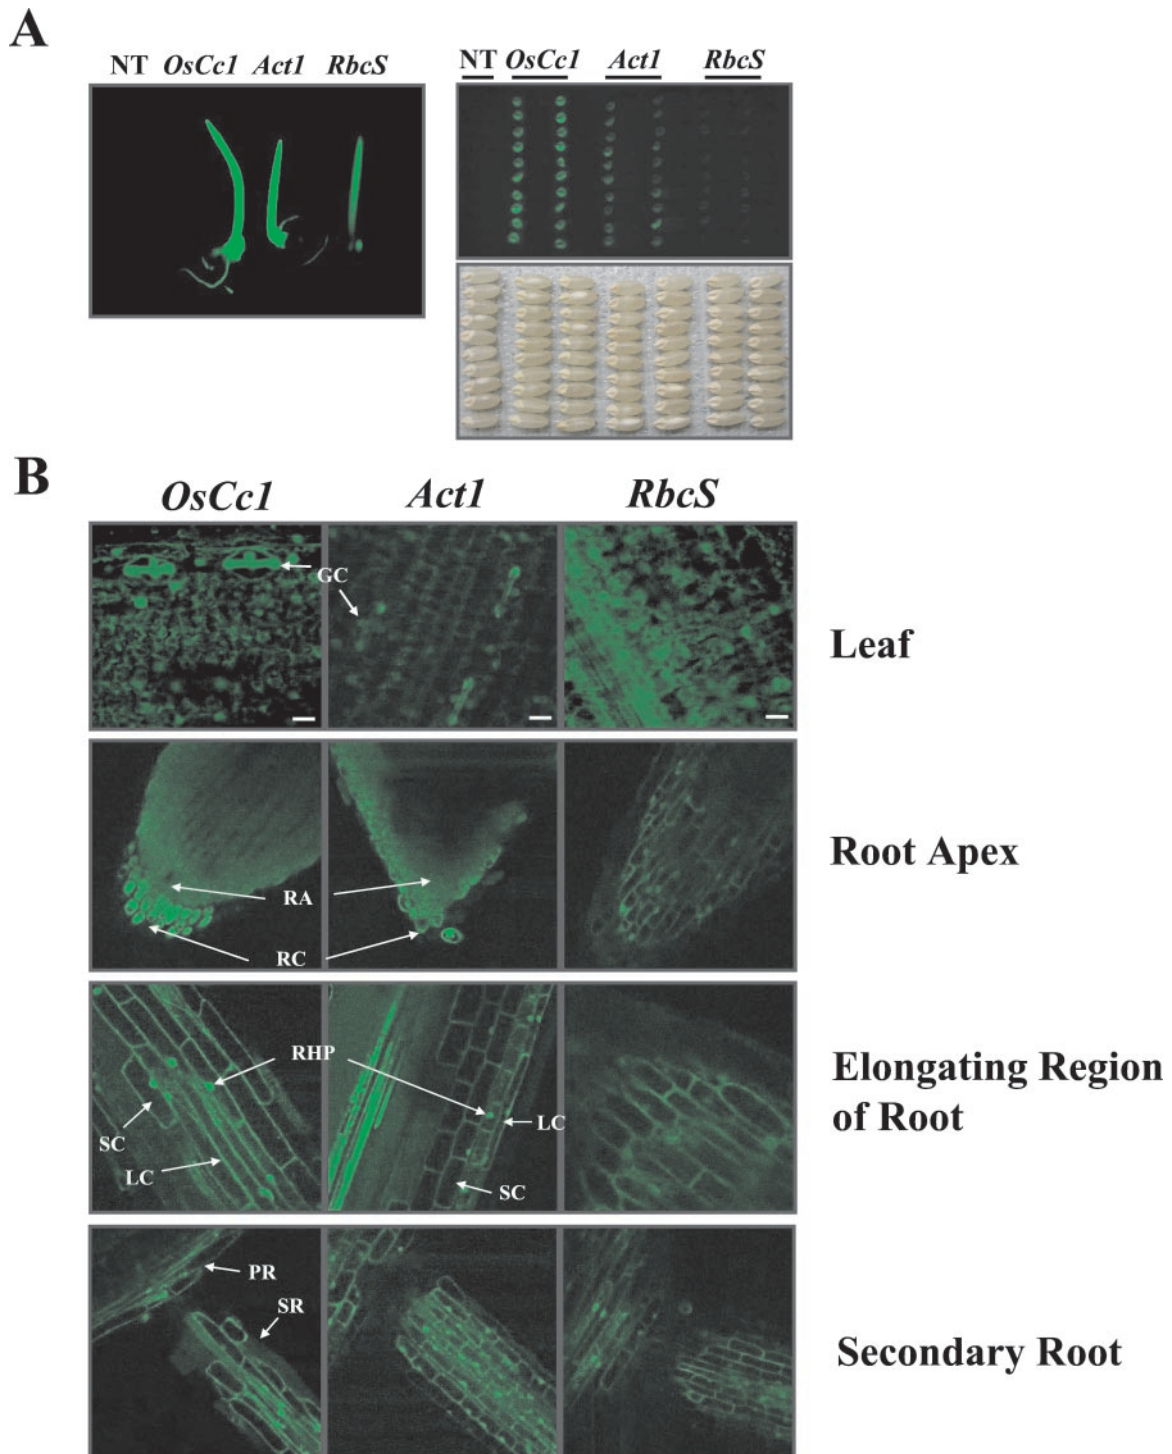 A
NT OsCc1 Act1 RbcS
NT OsCc1 Act1 RbcS
B
OsCc1 Act1 RbcS
GC
Leaf
RA
RC
Root Apex
RHP
SC
LC
LC
SC
Elongating Region
of Root
PR
SR
Secondary Root